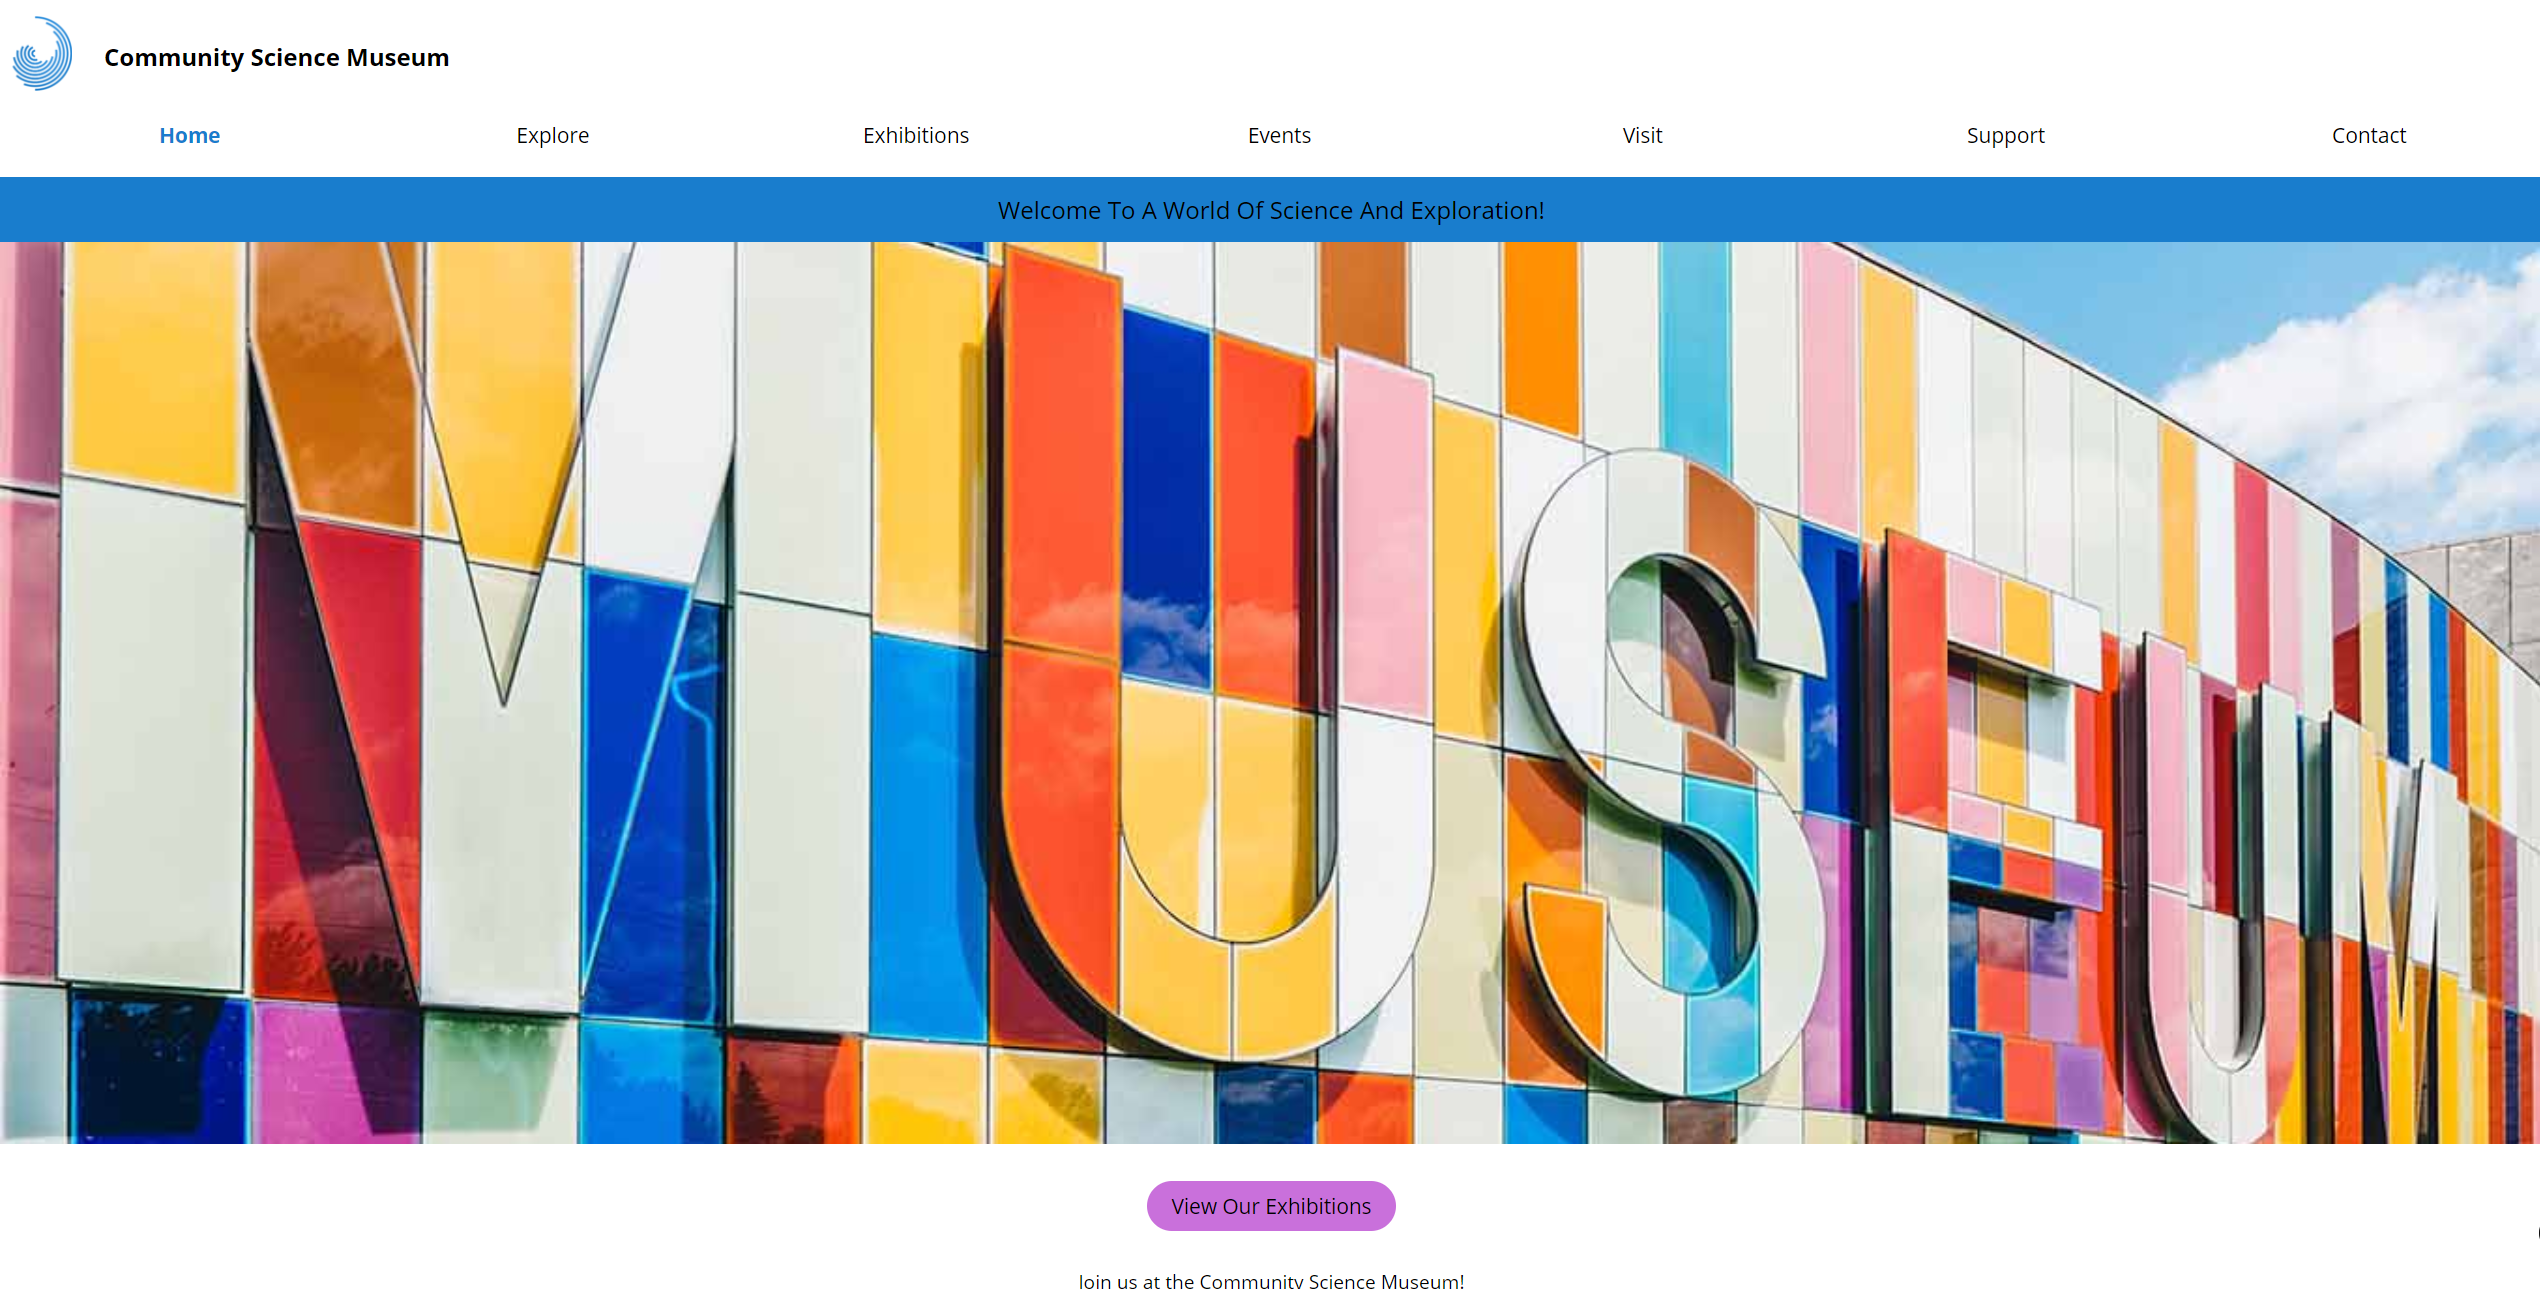 Community Science Museum
Home Explore Exhibitions Events Visit Support Contact
Welcome To A World Of Science And Exploration!
MUSEUM
View Our Exhibitions
Join us at the Community Science Museum!